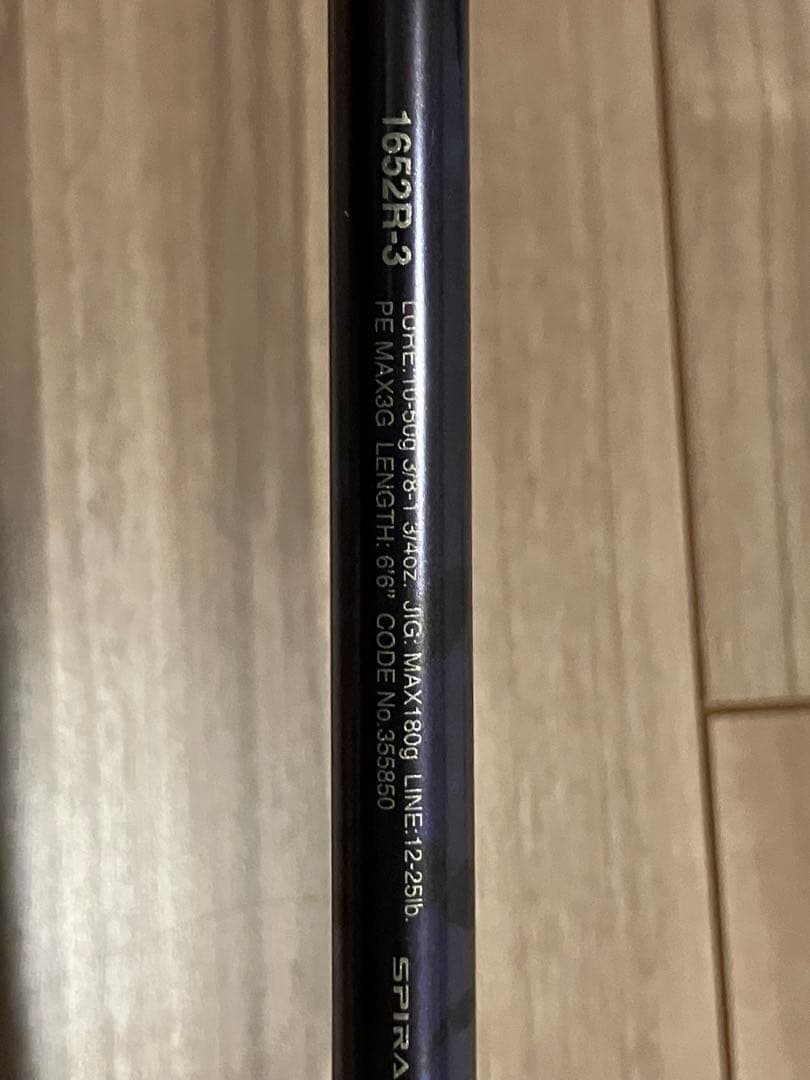 1652R-3
LURE:10-50g 3/8-1 3/4oz. JIG: MAX180g LINE:12-25lb.
PE MAX3G LENGTH: 6'6" CODE No.355850
SPIRA